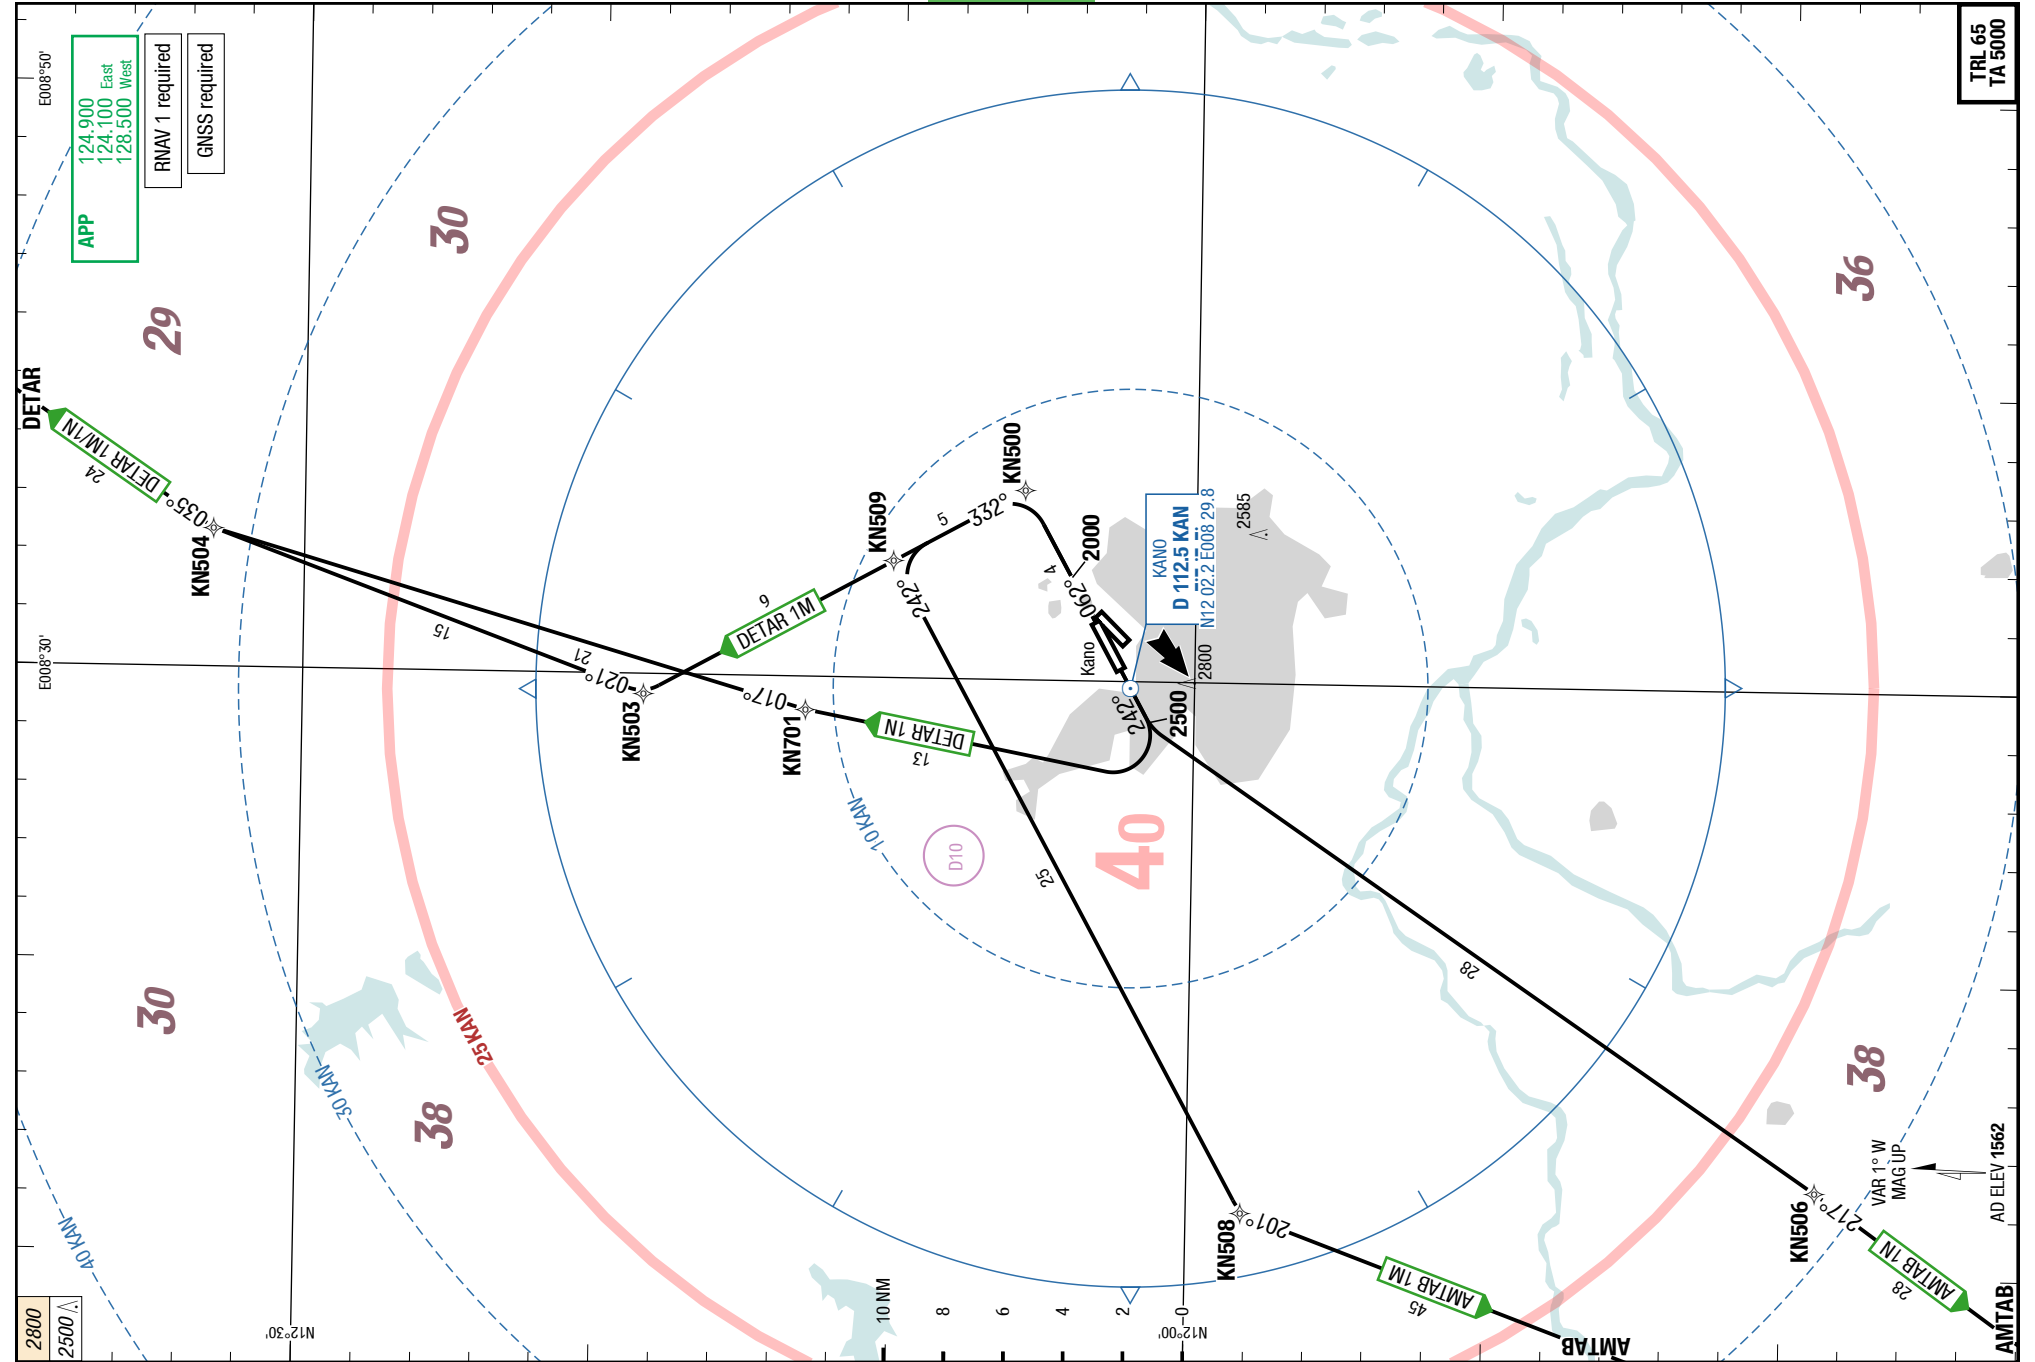 TRL 65
TA 5000
E008°50'
APP
124.900
124.100 East
128.500 West
RNAV 1 required
GNSS required
30
29
36
DETAR
DETAR 1M/1N
24
035°
KN504
15
21
KN500
KN509
5
332°
2000
4
062°
242°
9
DETAR 1M
E008°30'
021°
KN503
017°
KN701
DETAR 1N
13
Kano
KANO
D 112.5 KAN
N12 02.2 E008 29.8
2585
2800
242°
2500
10 KAN
D10
40
25
28
30
25 KAN
30 KAN
38
38
40 KAN
KN508
201°
AMTAB 1M
45
AMTAB
KN506
217°
AMTAB 1N
28
AMTAB
VAR 1° W
MAG UP
AD ELEV 1562
10 NM
8
6
4
2
0
N12°30'
N12°00'
2800
2500